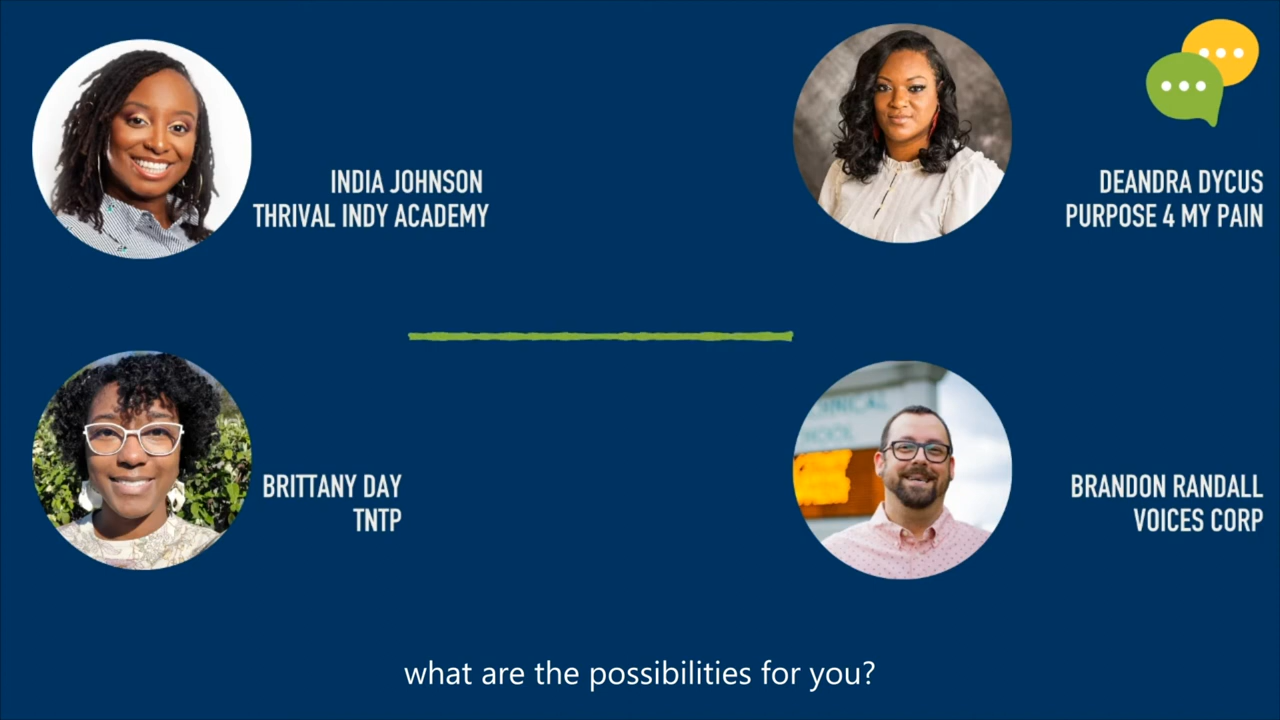 INDIA JOHNSON
THRIVAL INDY ACADEMY
DEANDRA DYCUS
PURPOSE 4 MY PAIN
BRITTANY DAY
TNTP
BRANDON RANDALL
VOICES CORP
what are the possibilities for you?